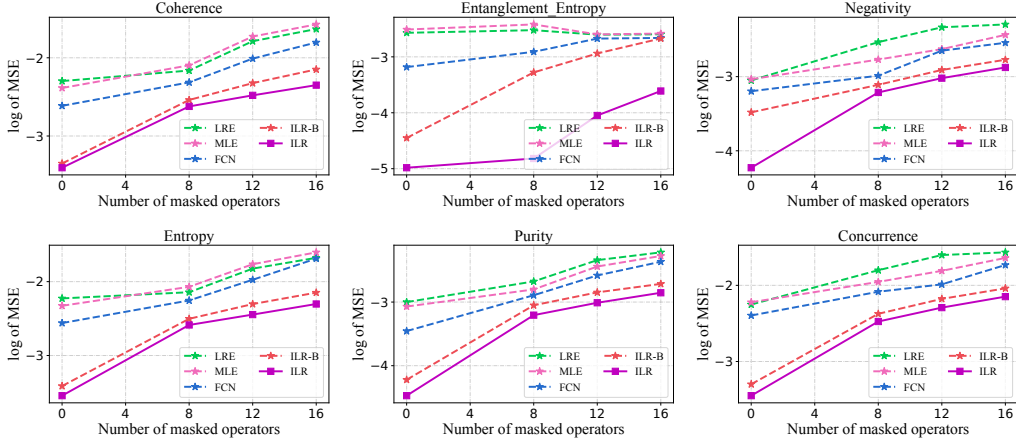 Coherence
log of MSE
−2
−3
LRE
MLE
FCN
ILR-B
ILR
0 4 8 12 16
Number of masked operators
Entanglement_Entropy
log of MSE
−3
−4
−5
LRE
MLE
FCN
ILR-B
ILR
0 4 8 12 16
Number of masked operators
Negativity
log of MSE
−3
−4
LRE
MLE
FCN
ILR-B
ILR
0 4 8 12 16
Number of masked operators
Entropy
log of MSE
−2
−3
LRE
MLE
FCN
ILR-B
ILR
0 4 8 12 16
Number of masked operators
Purity
log of MSE
−3
−4
LRE
MLE
FCN
ILR-B
ILR
0 4 8 12 16
Number of masked operators
Concurrence
log of MSE
−2
−3
LRE
MLE
FCN
ILR-B
ILR
0 4 8 12 16
Number of masked operators